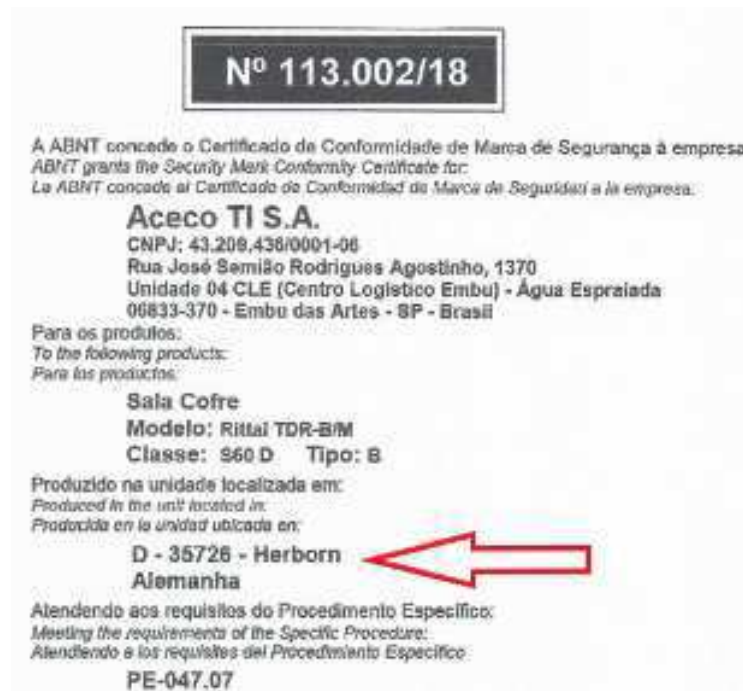 Nº 113.002/18
A ABNT concede o Certificado de Conformidade de Marca de Segurança à empresa
ABNT grants the Security Mark Conformity Certificate for:
La ABNT concede al Certificado de Conformidad de Marca de Seguridad a la empresa:
Aceco TI S.A.
CNPJ: 43.209.436/0001-06
Rua José Semião Rodrigues Agostinho, 1370
Unidade 04 CLE (Centro Logistico Embu) - Água Espraiada
06833-370 - Embu das Artes - SP - Brasil
Para os produtos:
To the following products:
Para los productos:
Sala Cofre
Modelo: Rittal TDR-B/M
Classe: S60 D Tipo: B
Produzido na unidade localizada em:
Produced in the unit located in:
Producida en la unidad ubicada en:
D - 35726 - Herborn
Alemanha
Atendendo aos requisitos do Procedimento Específico:
Meeting the requirements of the Specific Procedure:
Atendiendo a los requisitos del Procedimiento Específico
PE-047.07